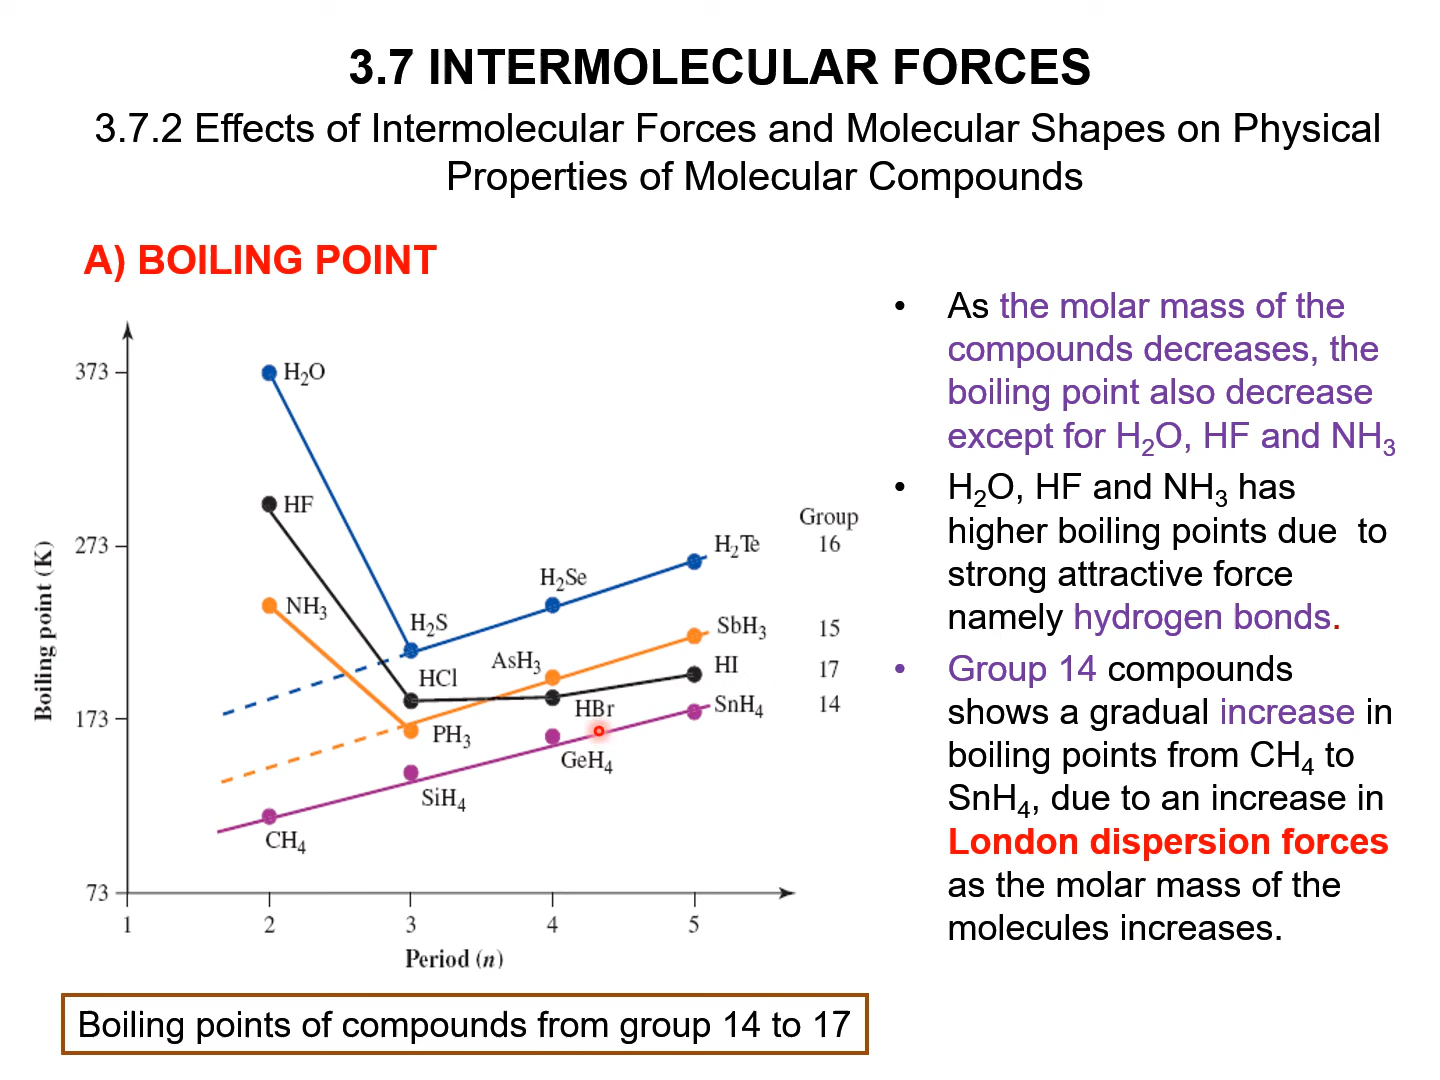 3.7 INTERMOLECULAR FORCES
3.7.2 Effects of Intermolecular Forces and Molecular Shapes on Physical
Properties of Molecular Compounds
A) BOILING POINT
Boiling point (K)
373
273
173
73
1
2
3
4
5
Period (n)
H₂O
HF
NH₃
H₂S
HCl
PH₃
SiH₄
CH₄
H₂Se
AsH₃
HBr
GeH₄
H₂Te
SbH₃
HI
SnH₄
Group
16
15
17
14
Boiling points of compounds from group 14 to 17
• As the molar mass of the
compounds decreases, the
boiling point also decrease
except for H₂O, HF and NH₃
• H₂O, HF and NH₃ has
higher boiling points due to
strong attractive force
namely hydrogen bonds.
• Group 14 compounds
shows a gradual increase in
boiling points from CH₄ to
SnH₄, due to an increase in
London dispersion forces
as the molar mass of the
molecules increases.